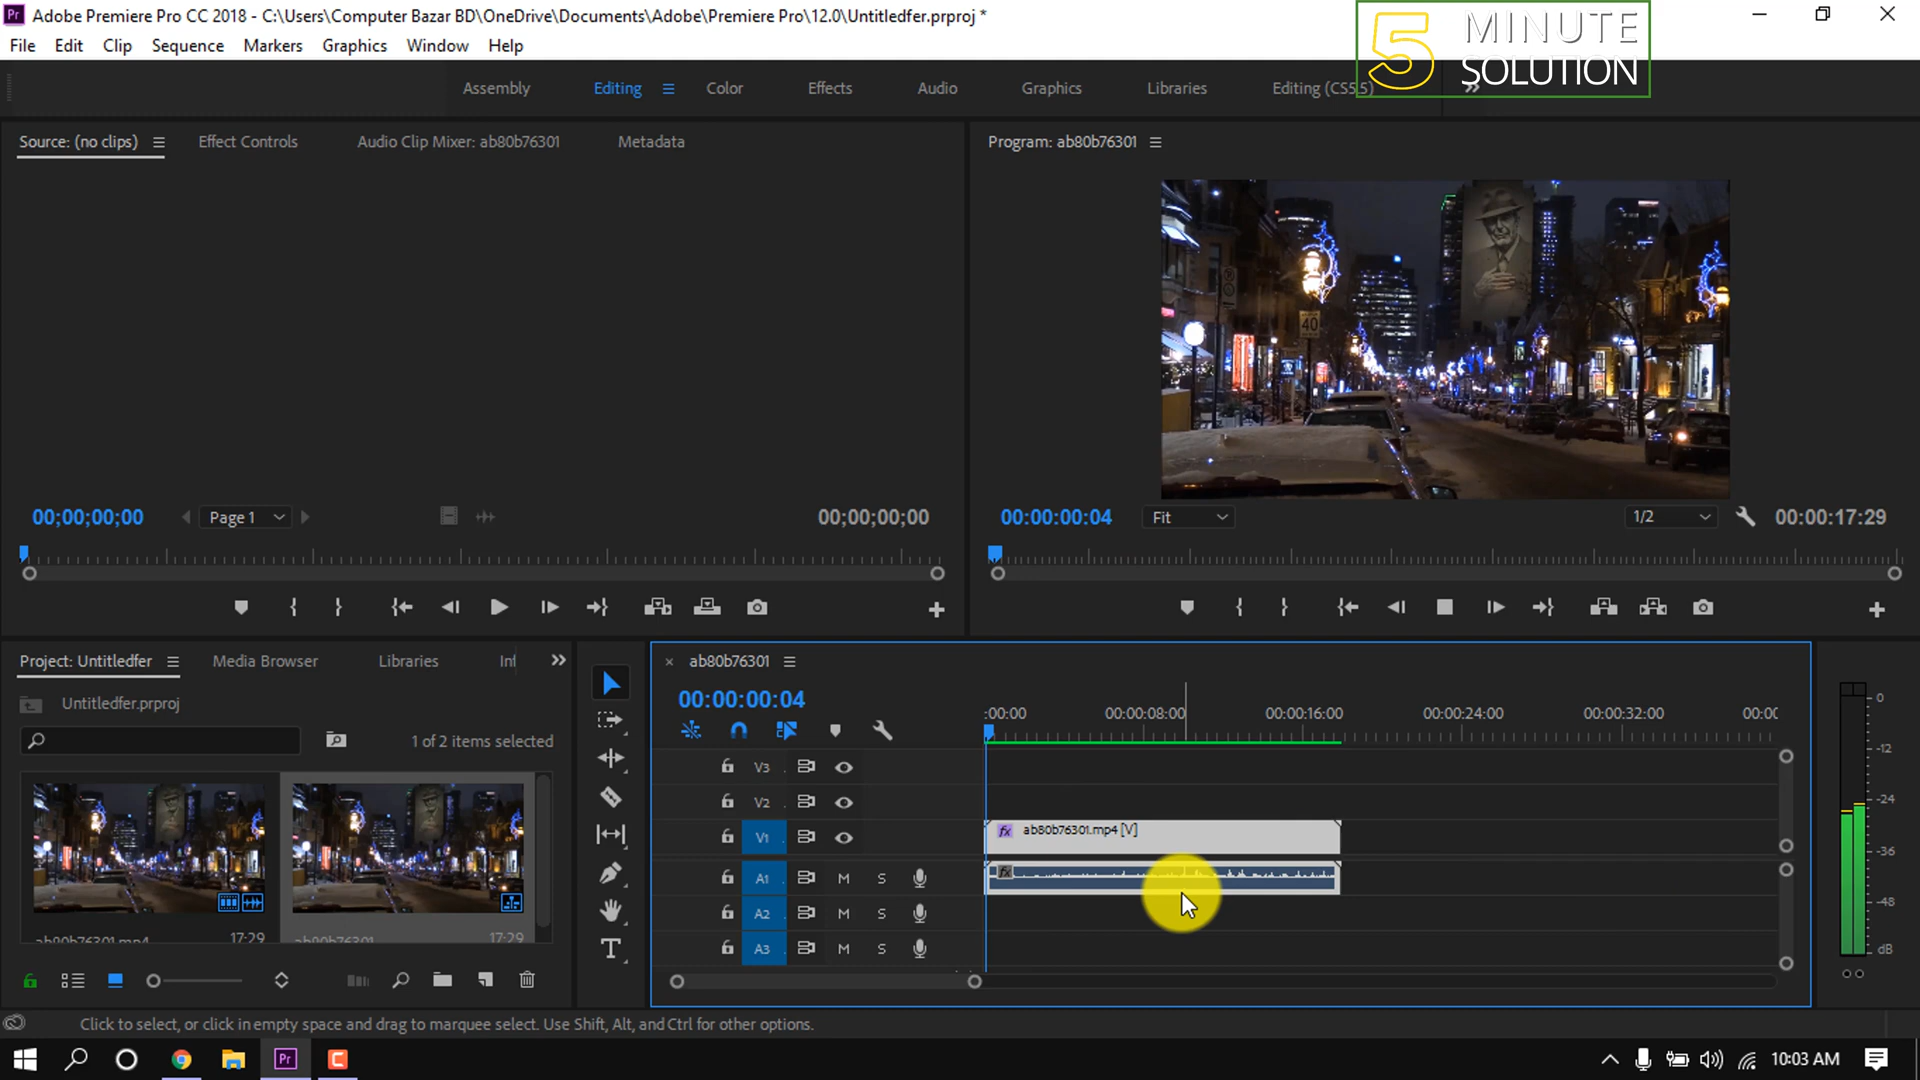 Pr Adobe Premiere Pro CC 2018 - C:\Users\Computer Bazar BD\OneDrive\Documents\Adobe\Premiere Pro\12.0\Untitledfer.prproj *
5 MINUTE SOLUTION
File Edit Clip Sequence Markers Graphics Window Help
Assembly Editing Color Effects Audio Graphics Libraries Editing (CS5.5)
Source: (no clips) Effect Controls Audio Clip Mixer: ab80b76301 Metadata
Program: ab80b76301
40
00;00;00;00 Page 1 00;00;00;00
00:00:00:04 Fit 1/2 00:00:17:29
Project: Untitledfer Media Browser Libraries Inf
ab80b76301
Untitledfer.prproj
00:00:00:04
:00:00 00:00:08:00 00:00:16:00 00:00:24:00 00:00:32:00 00:0(
1 of 2 items selected
V3
V2
V1 fx ab80b76301.mp4 [V]
A1 M S fx
A2 M S
A3 M S
ab80b76301.mp4 17:29 ab80b76301 17:29
0
-12
-24
-36
-48
dB
Click to select, or click in empty space and drag to marquee select. Use Shift, Alt, and Ctrl for other options.
Pr C 10:03 AM